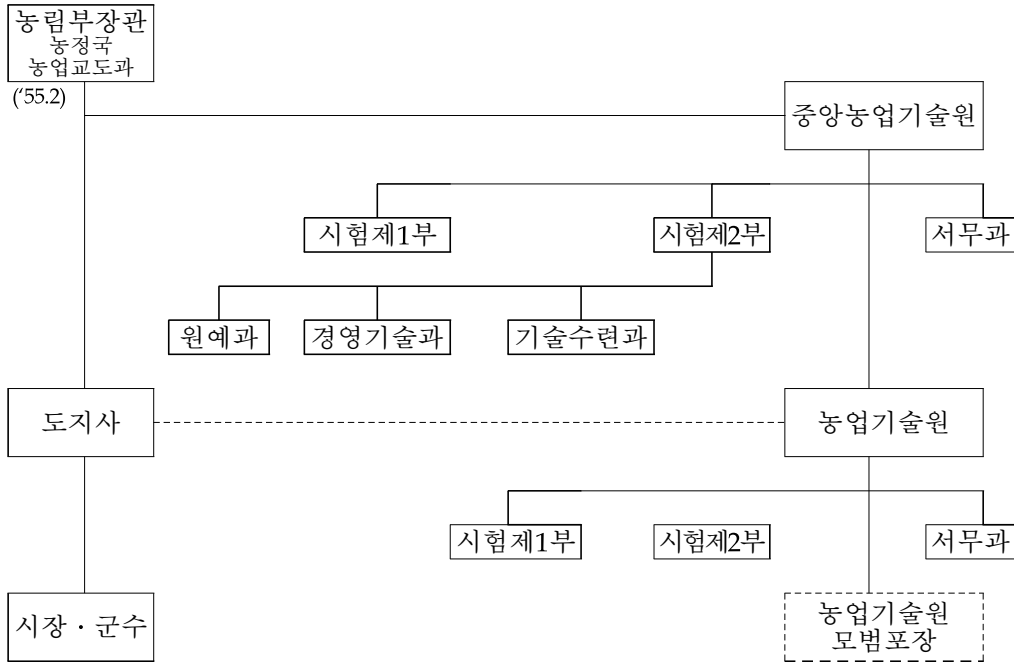 농림부장관
농정국
농업교도과
('55.2)
중앙농업기술원
시험제1부
시험제2부
서무과
원예과
경영기술과
기술수련과
도지사
농업기술원
시험제1부
시험제2부
서무과
시장·군수
농업기술원
모범포장